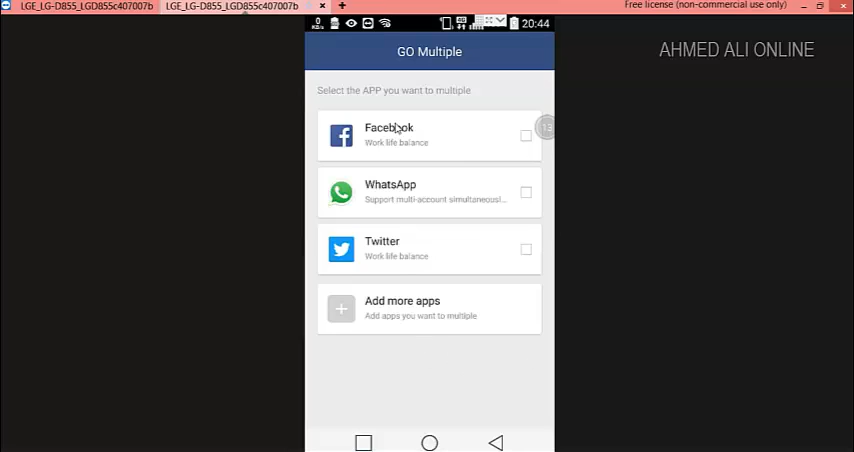 LGE_LG-D855_LGD855c407007b
LGE_LG-D855_LGD855c407007b
Free license (non-commercial use only)
0
20:44
GO Multiple
AHMED ALI ONLINE
Select the APP you want to multiple
Facebook
Work life balance
WhatsApp
Support multi-account simultaneousl...
Twitter
Work life balance
Add more apps
Add apps you want to multiple